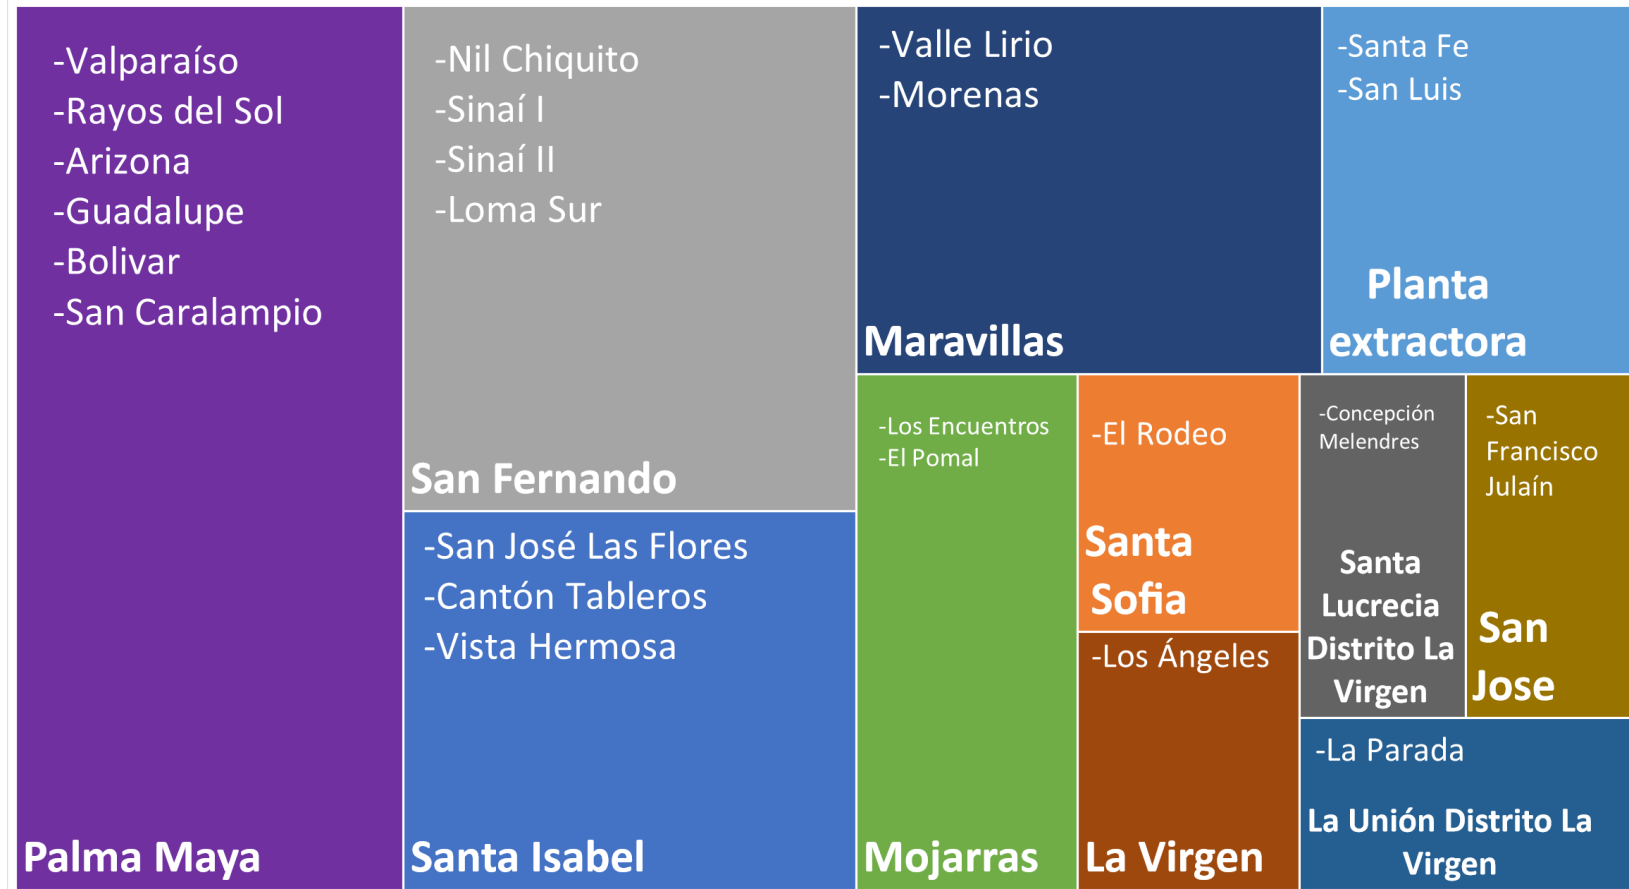 -Valparaíso
-Rayos del Sol
-Arizona
-Guadalupe
-Bolivar
-San Caralampio
Palma Maya
-Nil Chiquito
-Sinaí I
-Sinaí II
-Loma Sur
San Fernando
-San José Las Flores
-Cantón Tableros
-Vista Hermosa
Santa Isabel
-Valle Lirio
-Morenas
Maravillas
-Santa Fe
-San Luis
Planta
extractora
-Los Encuentros
-El Pomal
Mojarras
-El Rodeo
Santa
Sofia
-Los Ángeles
La Virgen
-Concepción
Melendres
Santa
Lucrecia
Distrito La
Virgen
-San
Francisco
Julaín
San
Jose
-La Parada
La Unión Distrito La
Virgen